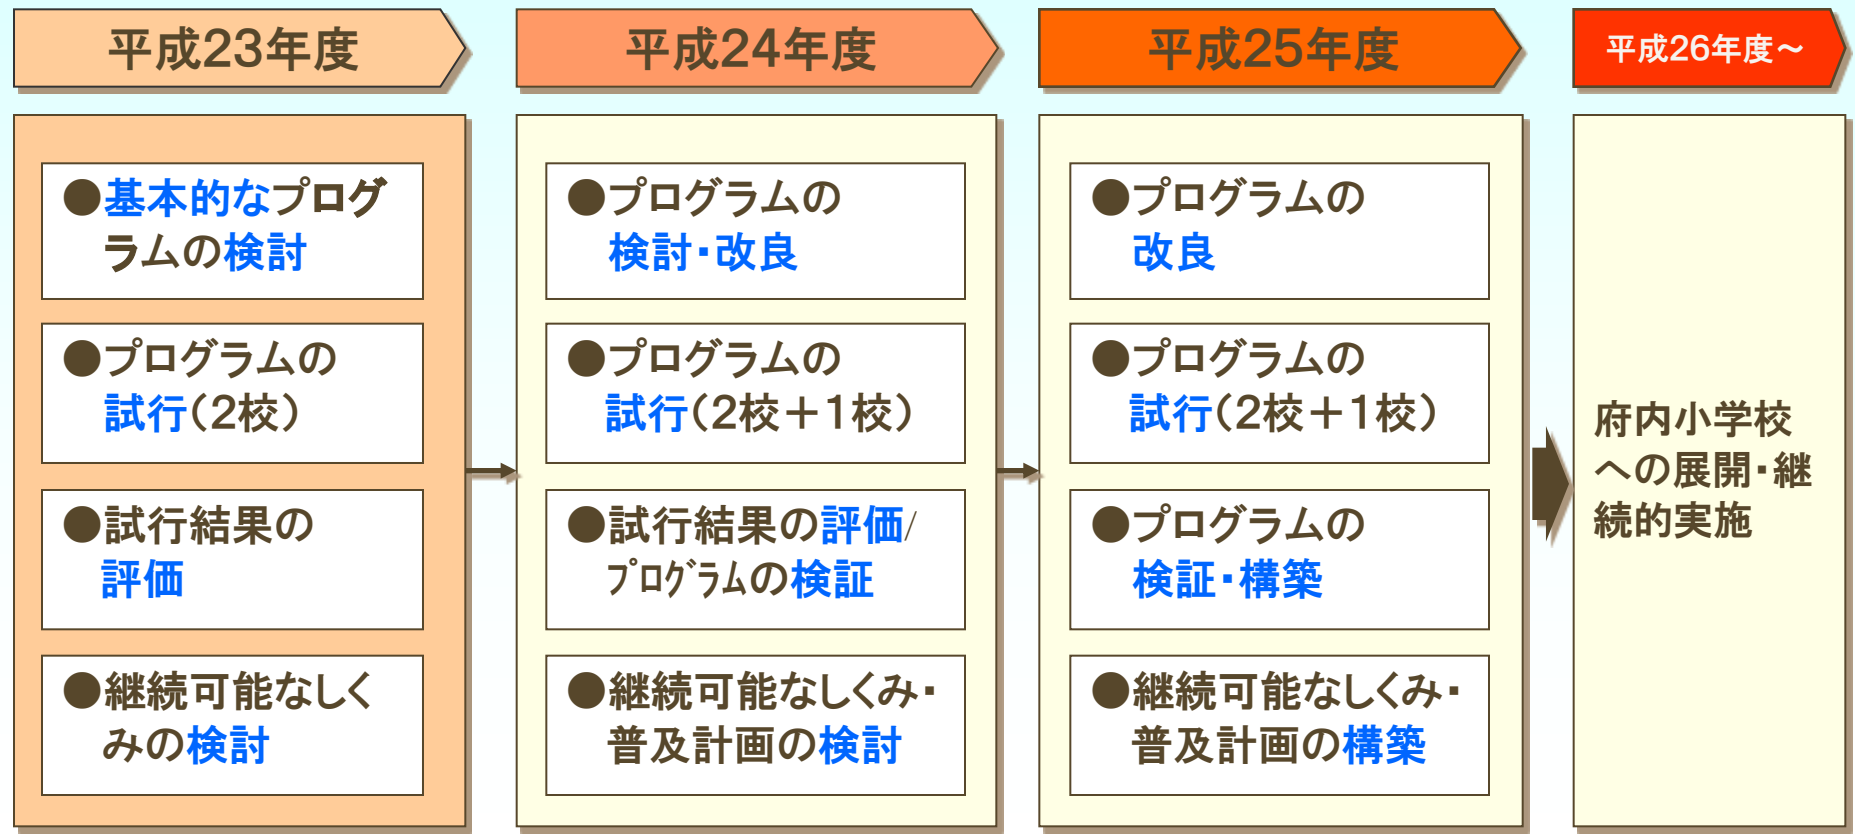 平成23年度
平成24年度
平成25年度
平成26年度～
●基本的なプログ
ラムの検討
●プログラムの
試行(2校)
●試行結果の
評価
●継続可能なしく
みの検討
●プログラムの
検討・改良
●プログラムの
試行(2校＋1校)
●試行結果の評価/
ﾌﾟﾛｸﾞﾗﾑの検証
●継続可能なしくみ・
普及計画の検討
●プログラムの
改良
●プログラムの
試行(2校＋1校)
●プログラムの
検証・構築
●継続可能なしくみ・
普及計画の構築
府内小学校
への展開・継
続的実施